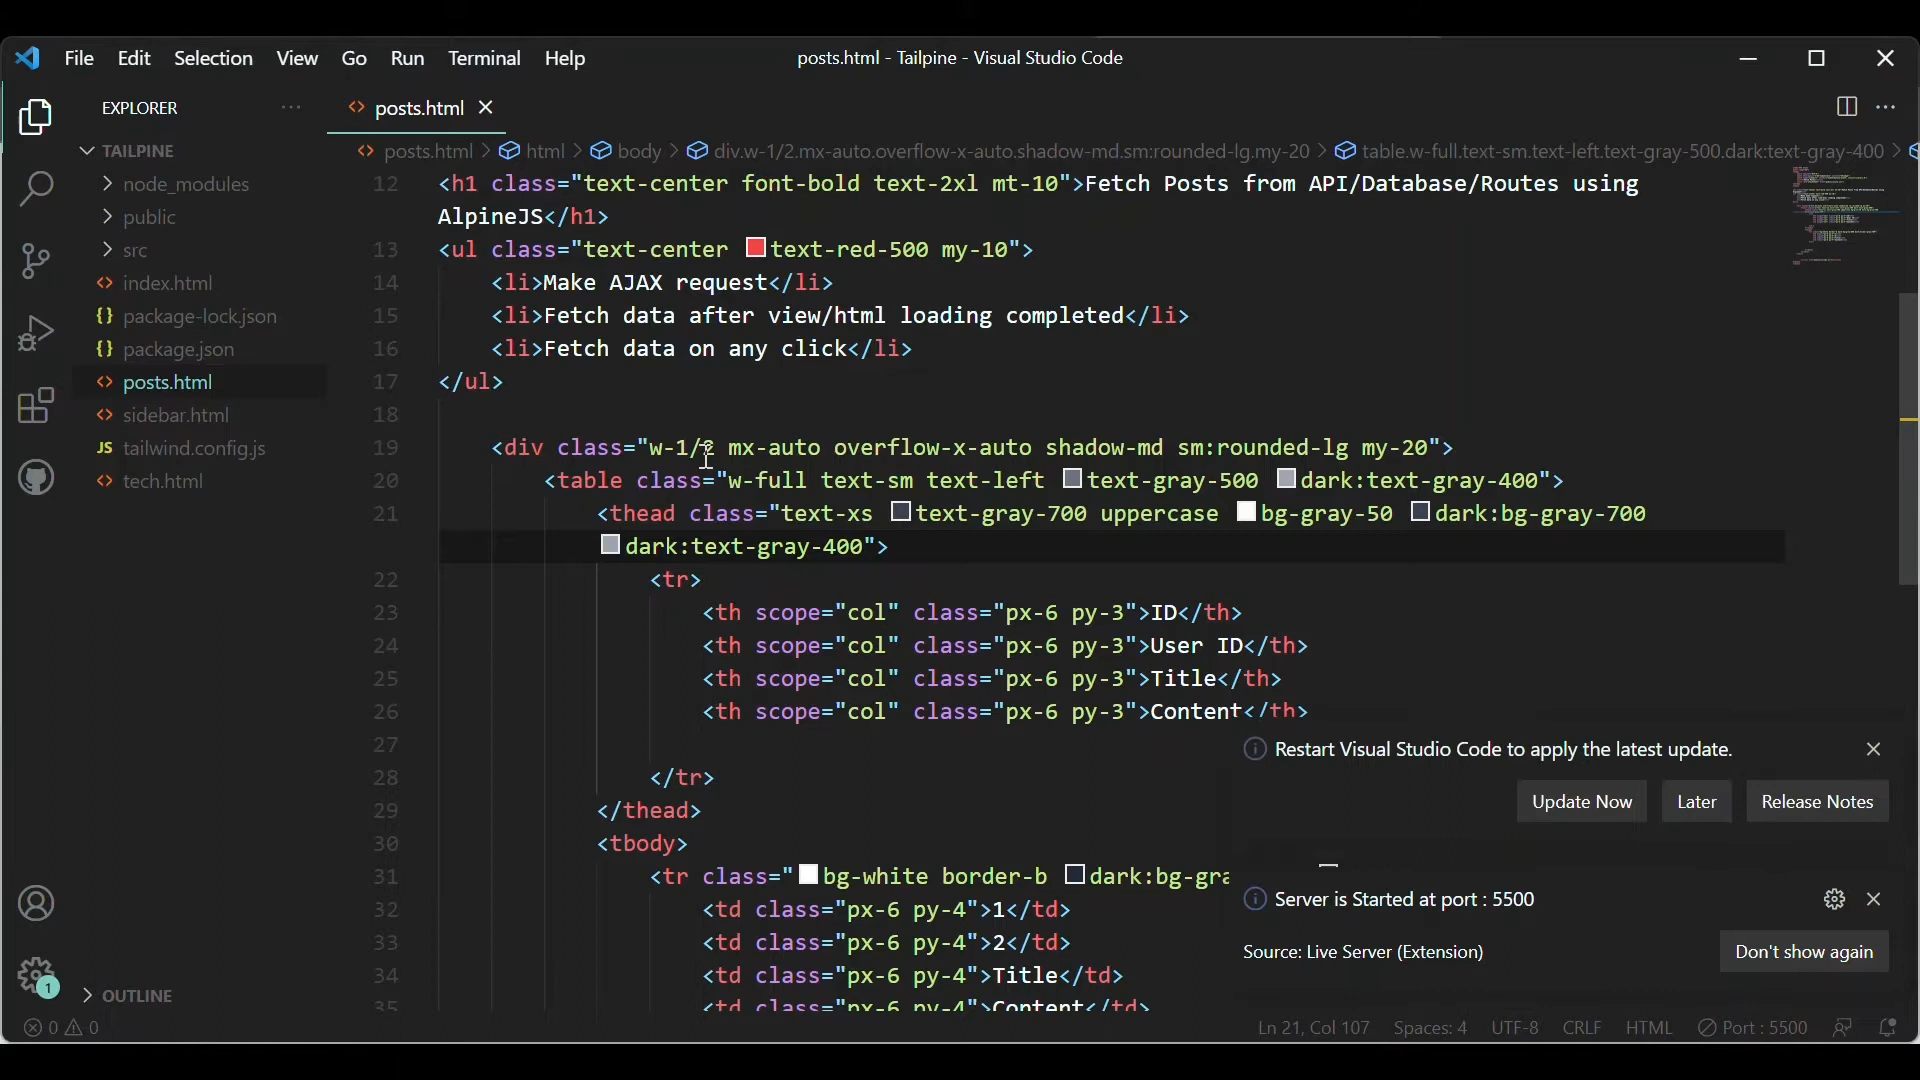 File Edit Selection View Go Run Terminal Help
posts.html - Tailpine - Visual Studio Code
EXPLORER
posts.html
TAILPINE
posts.html > html > body > div.w-1/2.mx-auto.overflow-x-auto.shadow-md.sm:rounded-lg.my-20 > table.w-full.text-sm.text-left.text-gray-500.dark:text-gray-400 >
node_modules
public
src
index.html
package-lock.json
package.json
posts.html
sidebar.html
tailwind.config.js
tech.html
OUTLINE
12 <h1 class="text-center font-bold text-2xl mt-10">Fetch Posts from API/Database/Routes using
AlpineJS</h1>
13 <ul class="text-center text-red-500 my-10">
14 <li>Make AJAX request</li>
15 <li>Fetch data after view/html loading completed</li>
16 <li>Fetch data on any click</li>
17 </ul>
18
19 <div class="w-1/2 mx-auto overflow-x-auto shadow-md sm:rounded-lg my-20">
20 <table class="w-full text-sm text-left text-gray-500 dark:text-gray-400">
21 <thead class="text-xs text-gray-700 uppercase bg-gray-50 dark:bg-gray-700
dark:text-gray-400">
22 <tr>
23 <th scope="col" class="px-6 py-3">ID</th>
24 <th scope="col" class="px-6 py-3">User ID</th>
25 <th scope="col" class="px-6 py-3">Title</th>
26 <th scope="col" class="px-6 py-3">Content</th>
27
28 </tr>
29 </thead>
30 <tbody>
31 <tr class="bg-white border-b dark:bg-gra
32 <td class="px-6 py-4">1</td>
33 <td class="px-6 py-4">2</td>
34 <td class="px-6 py-4">Title</td>
35 <td class="px-6 py-4">Content</td>
Restart Visual Studio Code to apply the latest update.
Update Now Later Release Notes
Server is Started at port : 5500
Source: Live Server (Extension) Don't show again
1
0 0
Ln 21, Col 107 Spaces: 4 UTF-8 CRLF HTML Port : 5500